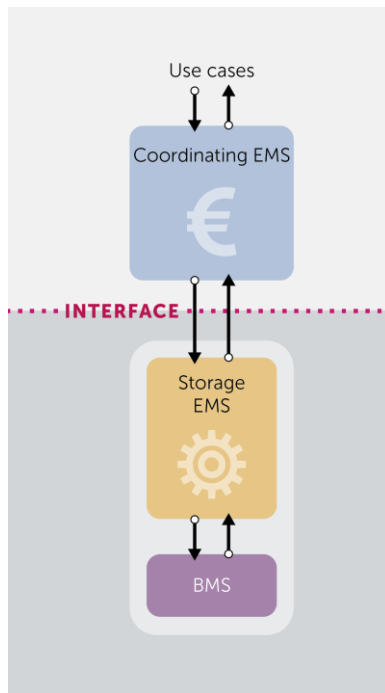 Use cases
Coordinating EMS
€
INTERFACE
Storage
EMS
BMS